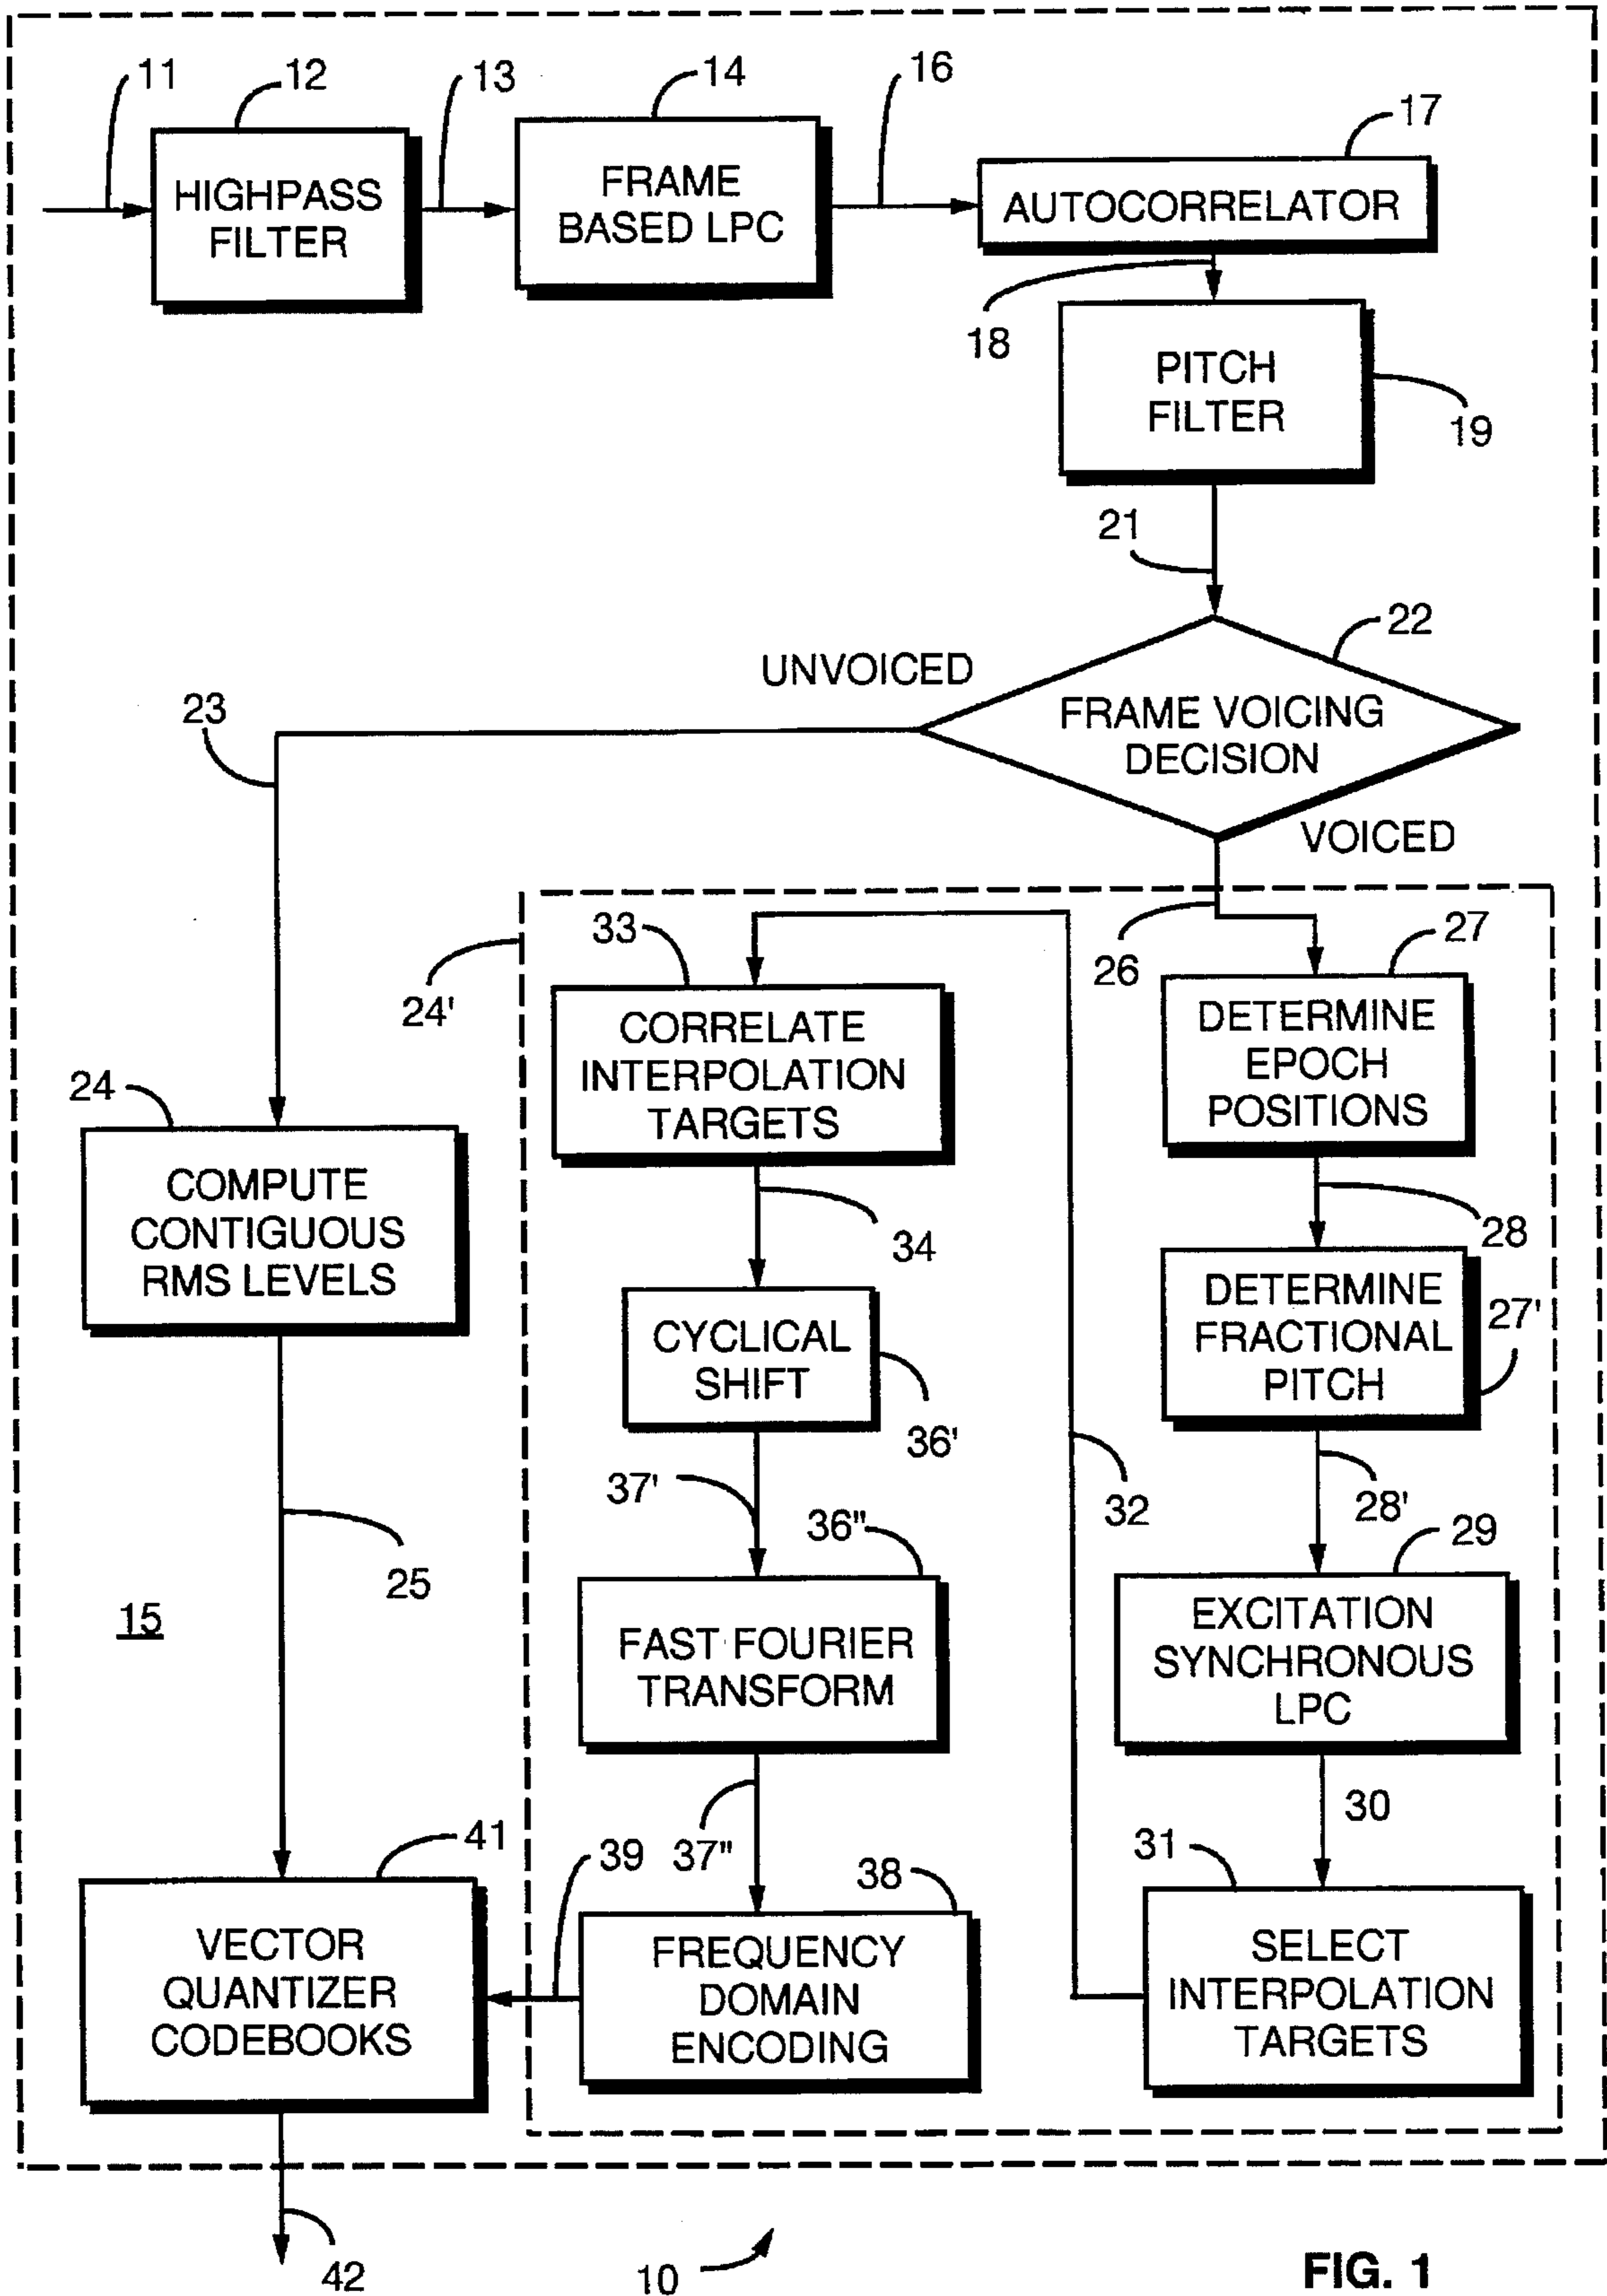 11
12
13
14
16
17
HIGHPASS
FILTER
FRAME
BASED LPC
AUTOCORRELATOR
18
PITCH
FILTER
19
21
22
UNVOICED
FRAME VOICING
DECISION
23
VOICED
24'
33
26
27
CORRELATE
INTERPOLATION
TARGETS
DETERMINE
EPOCH
POSITIONS
24
COMPUTE
CONTIGUOUS
RMS LEVELS
34
28
CYCLICAL
SHIFT
36'
DETERMINE
FRACTIONAL
PITCH
27'
37'
36"
32
28'
29
25
15
FAST FOURIER
TRANSFORM
EXCITATION
SYNCHRONOUS
LPC
30
41
39
37"
38
31
VECTOR
QUANTIZER
CODEBOOKS
FREQUENCY
DOMAIN
ENCODING
SELECT
INTERPOLATION
TARGETS
42
10
FIG. 1